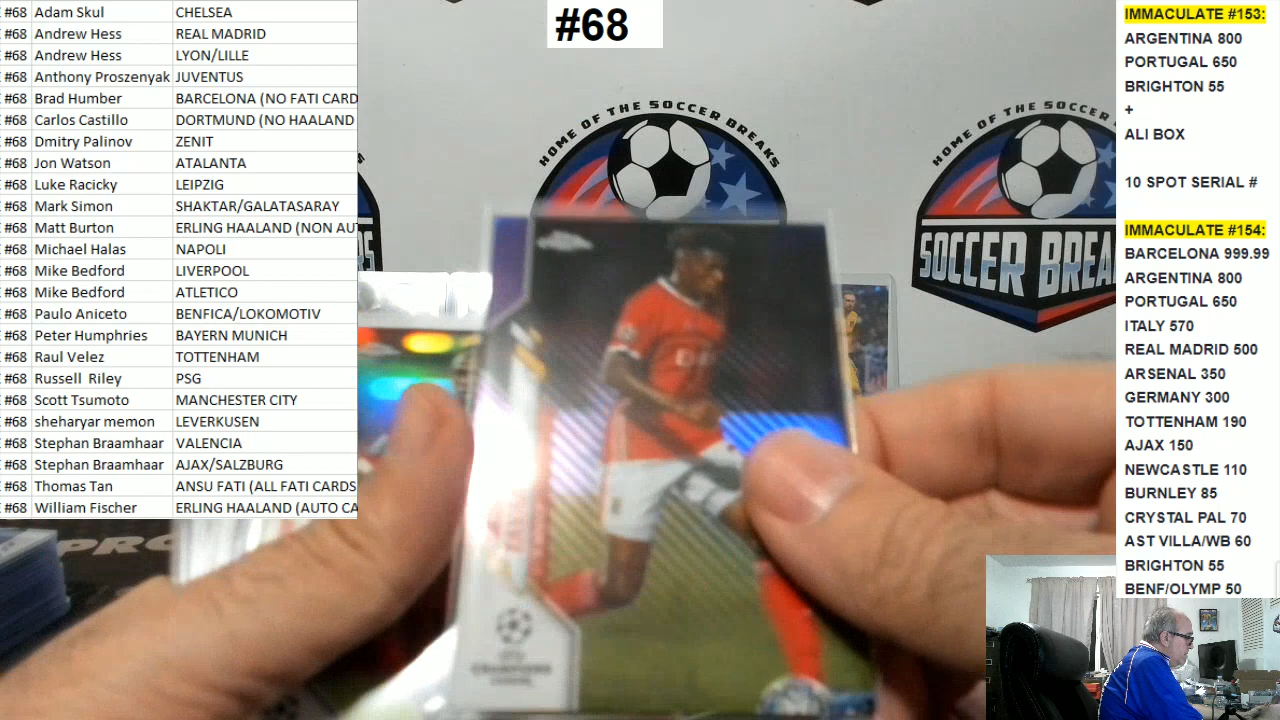 #68
#68 Adam Skul CHELSEA
#68 Andrew Hess REAL MADRID
#68 Andrew Hess LYON/LILLE
#68 Anthony Proszenyak JUVENTUS
#68 Brad Humber BARCELONA (NO FATI CARD
#68 Carlos Castillo DORTMUND (NO HAALAND
#68 Dmitry Palinov ZENIT
#68 Jon Watson ATALANTA
#68 Luke Racicky LEIPZIG
#68 Mark Simon SHAKTAR/GALATASARAY
#68 Matt Burton ERLING HAALAND (NON AU
#68 Michael Halas NAPOLI
#68 Mike Bedford LIVERPOOL
#68 Mike Bedford ATLETICO
#68 Paulo Aniceto BENFICA/LOKOMOTIV
#68 Peter Humphries BAYERN MUNICH
#68 Raul Velez TOTTENHAM
#68 Russell Riley PSG
#68 Scott Tsumoto MANCHESTER CITY
#68 sheharyar memon LEVERKUSEN
#68 Stephan Braamhaar VALENCIA
#68 Stephan Braamhaar AJAX/SALZBURG
#68 Thomas Tan ANSU FATI (ALL FATI CARDS
#68 William Fischer ERLING HAALAND (AUTO CA
HOME OF THE SOCCER BREAKS
HOME OF THE SOCCER
SOCCER BREA
CHAMPIONS
PRO
IMMACULATE #153:
ARGENTINA 800
PORTUGAL 650
BRIGHTON 55
+
ALI BOX
10 SPOT SERIAL #
IMMACULATE #154:
BARCELONA 999.99
ARGENTINA 800
PORTUGAL 650
ITALY 570
REAL MADRID 500
ARSENAL 350
GERMANY 300
TOTTENHAM 190
AJAX 150
NEWCASTLE 110
BURNLEY 85
CRYSTAL PAL 70
AST VILLA/WB 60
BRIGHTON 55
BENF/OLYMP 50